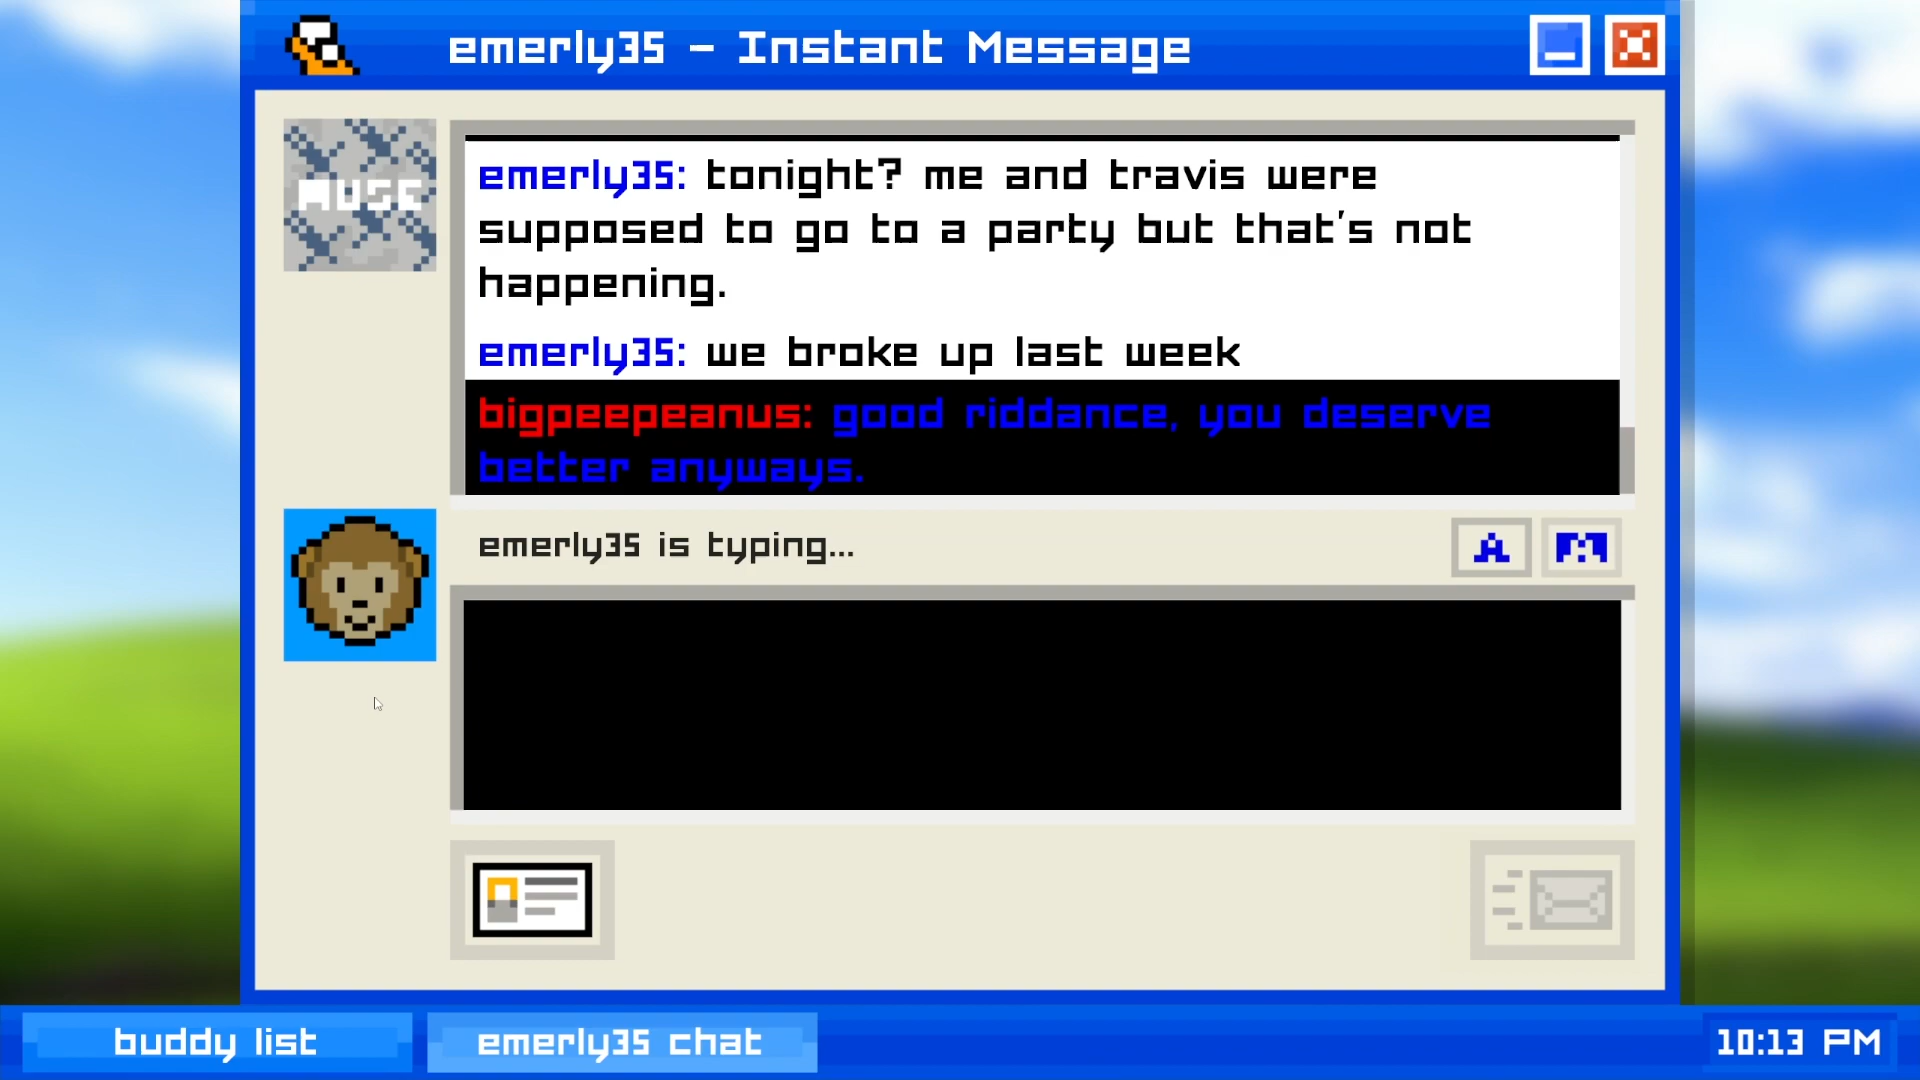 emerly35 - Instant Message
MUSE
emerly35: tonight? me and travis were
supposed to go to a party but that's not
happening.
emerly35: we broke up last week
bigpeepeanus: good riddance, you deserve
better anyways.
emerly35 is typing...
A
buddy list
emerly35 chat
10:13 PM